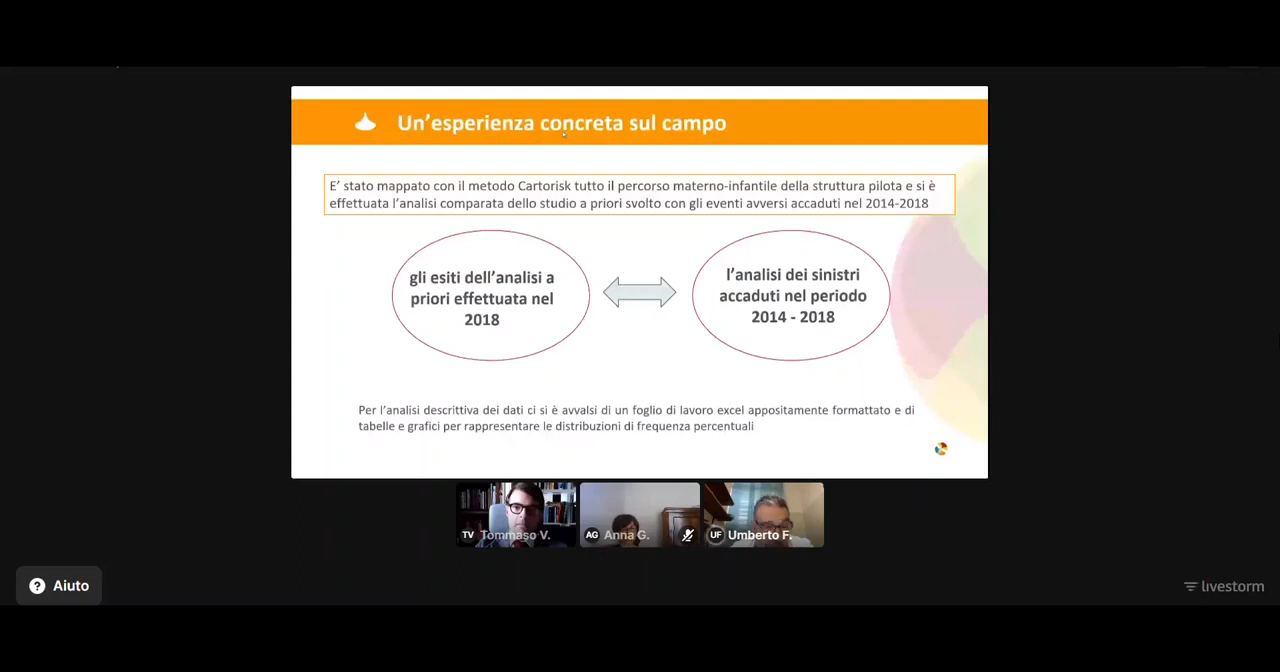 Un'esperienza concreta sul campo
E' stato mappato con il metodo Cartorisk tutto il percorso materno-infantile della struttura pilota e si è
effettuata l'analisi comparata dello studio a priori svolto con gli eventi avversi accaduti nel 2014-2018
gli esiti dell'analisi a
priori effettuata nel
2018
l'analisi dei sinistri
accaduti nel periodo
2014 - 2018
Per l'analisi descrittiva dei dati ci si è avvalsi di un foglio di lavoro excel appositamente formattato e di
tabelle e grafici per rappresentare le distribuzioni di frequenza percentuali
TV Tommaso V.
AG Anna G.
UF Umberto F.
? Aiuto
livestorm